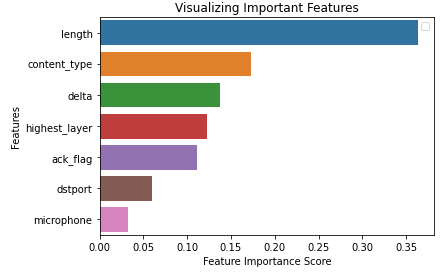 Visualizing Important Features
length
content_type
delta
highest_layer
ack_flag
dstport
microphone
Features
0.00 0.05 0.10 0.15 0.20 0.25 0.30 0.35
Feature Importance Score